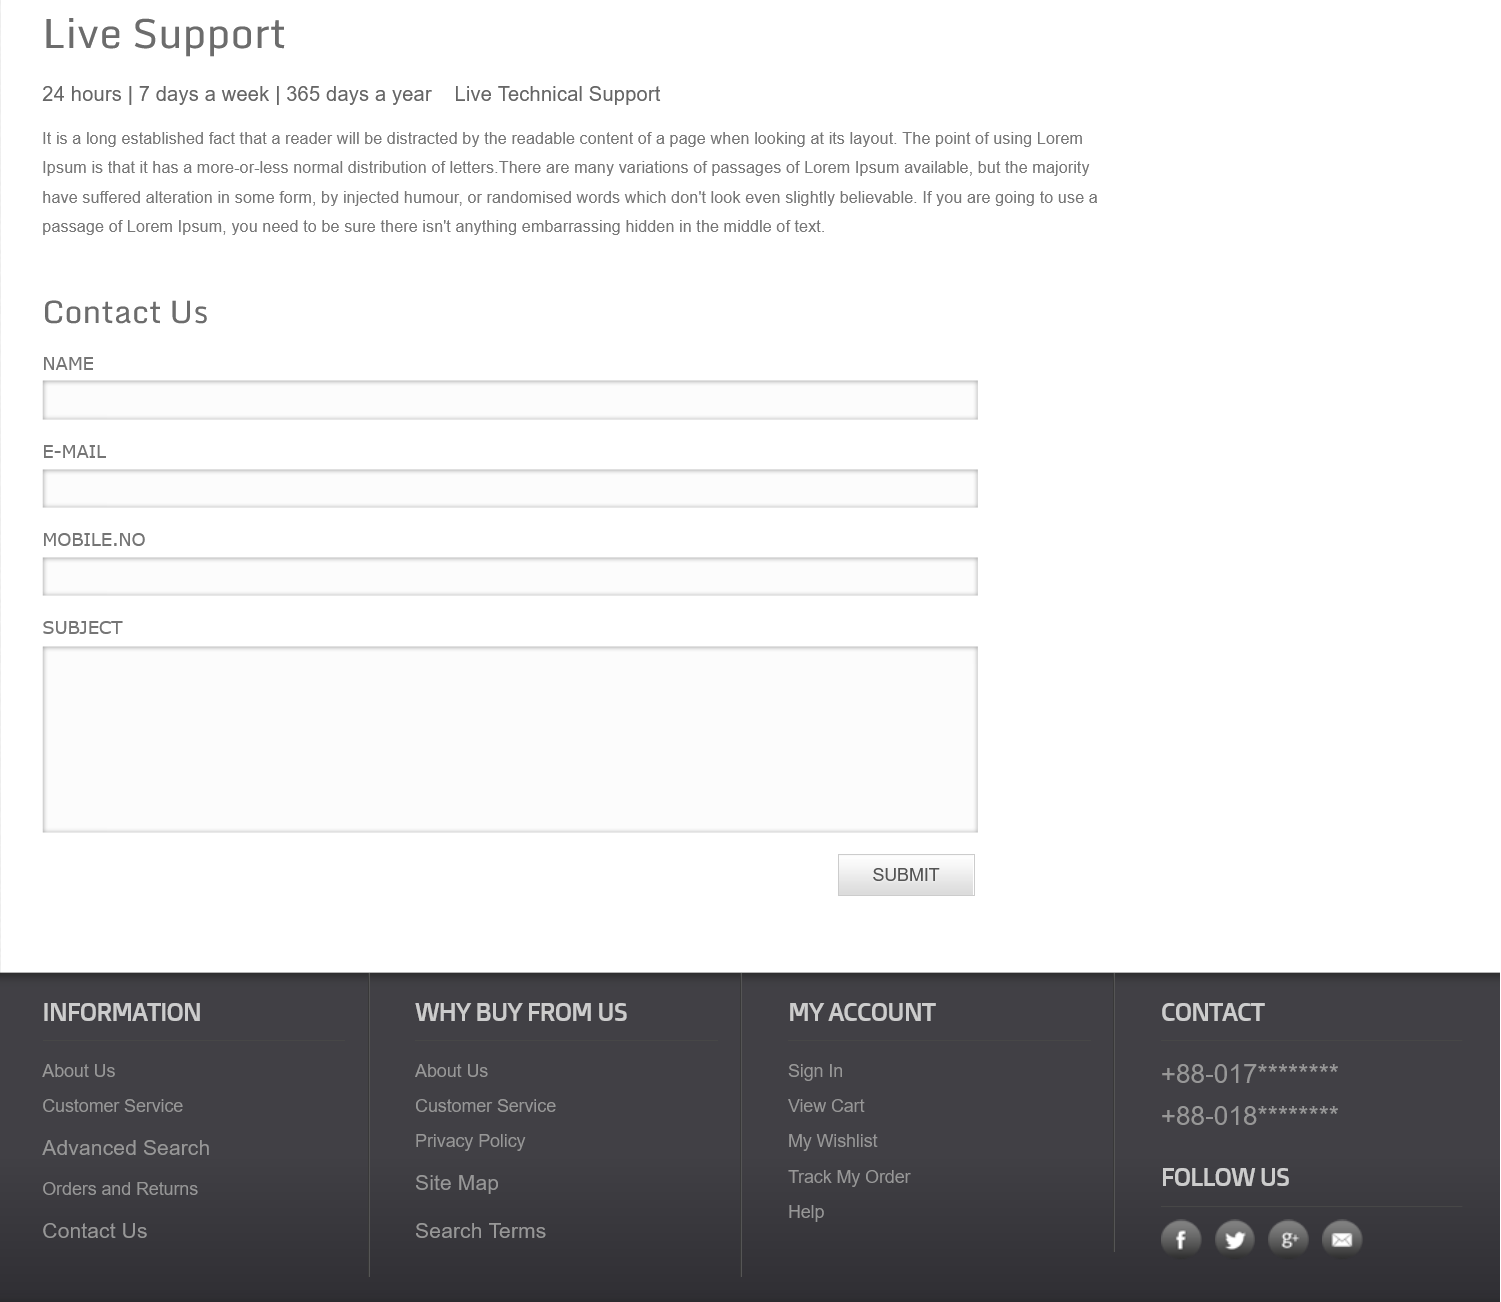 Live Support
24 hours | 7 days a week | 365 days a year    Live Technical Support
It is a long established fact that a reader will be distracted by the readable content of a page when looking at its layout. The point of using Lorem
Ipsum is that it has a more-or-less normal distribution of letters.There are many variations of passages of Lorem Ipsum available, but the majority
have suffered alteration in some form, by injected humour, or randomised words which don't look even slightly believable. If you are going to use a
passage of Lorem Ipsum, you need to be sure there isn't anything embarrassing hidden in the middle of text.
Contact Us
NAME
E-MAIL
MOBILE.NO
SUBJECT
SUBMIT
INFORMATION
About Us
Customer Service
Advanced Search
Orders and Returns
Contact Us
WHY BUY FROM US
About Us
Customer Service
Privacy Policy
Site Map
Search Terms
MY ACCOUNT
Sign In
View Cart
My Wishlist
Track My Order
Help
CONTACT
+88-017********
+88-018********
FOLLOW US
f
g+